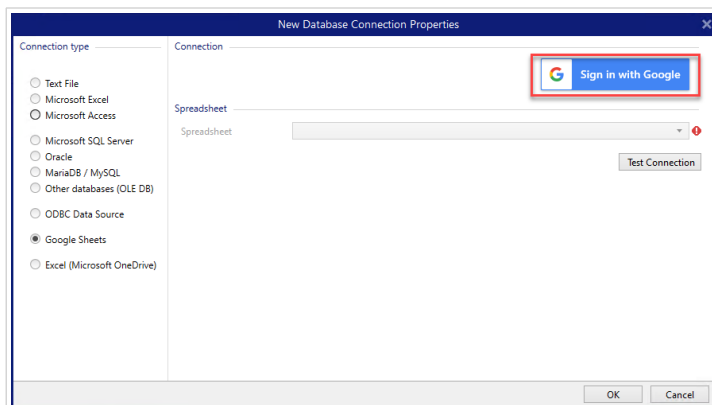 New Database Connection Properties
Connection type
Text File
Microsoft Excel
Microsoft Access
Microsoft SQL Server
Oracle
MariaDB / MySQL
Other databases (OLE DB)
ODBC Data Source
Google Sheets
Excel (Microsoft OneDrive)
Connection
G Sign in with Google
Spreadsheet
Spreadsheet
Test Connection
OK Cancel